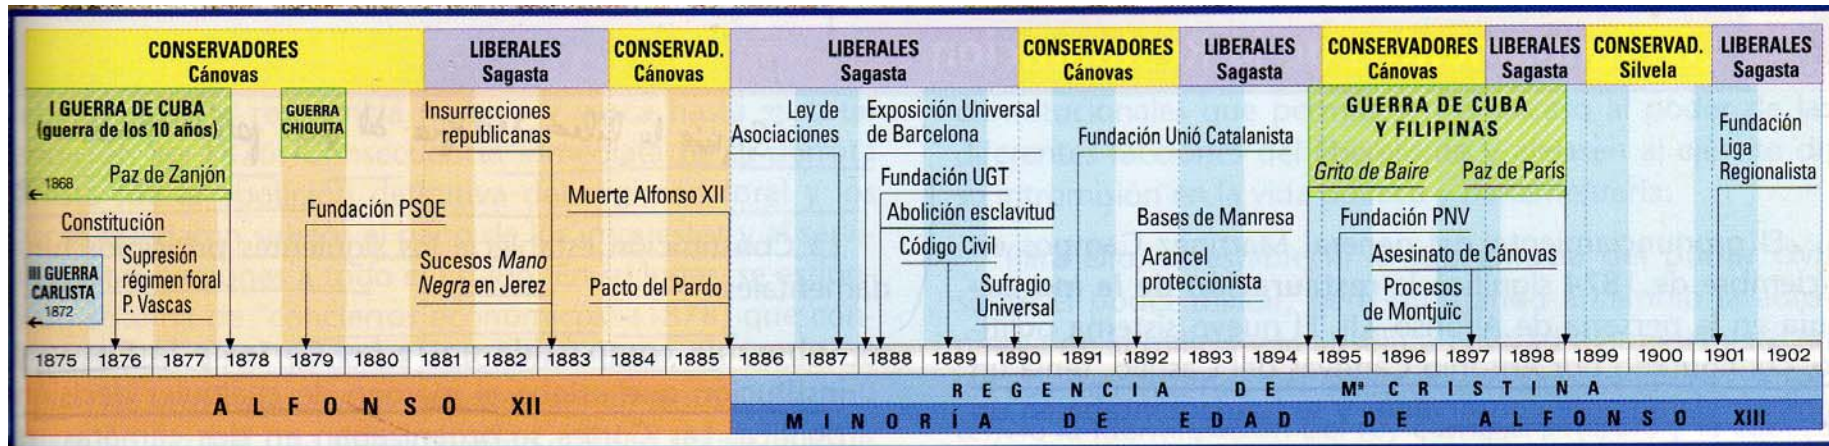 CONSERVADORES
Cánovas
LIBERALES
Sagasta
CONSERVAD.
Cánovas
LIBERALES
Sagasta
CONSERVADORES
Cánovas
LIBERALES
Sagasta
CONSERVADORES
Cánovas
LIBERALES
Sagasta
CONSERVAD.
Silvela
LIBERALES
Sagasta
I GUERRA DE CUBA
(guerra de los 10 años)
1868
Paz de Zanjón
GUERRA
CHIQUITA
Insurrecciones
republicanas
Ley de
Asociaciones
Exposición Universal
de Barcelona
Fundación Unió Catalanista
GUERRA DE CUBA
Y FILIPINAS
Grito de Baire
Paz de París
Fundación
Liga
Regionalista
Constitución
Supresión
régimen foral
P. Vascas
III GUERRA
CARLISTA
1872
Fundación PSOE
Muerte Alfonso XII
Sucesos Mano
Negra en Jerez
Pacto del Pardo
Fundación UGT
Abolición esclavitud
Código Civil
Sufragio
Universal
Bases de Manresa
Arancel
proteccionista
Fundación PNV
Asesinato de Cánovas
Procesos
de Montjuïc
1875 1876 1877 1878 1879 1880 1881 1882 1883 1884 1885 1886 1887 1888 1889 1890 1891 1892 1893 1894 1895 1896 1897 1898 1899 1900 1901 1902
ALFONSO XII
REGENCIA DE Mª CRISTINA
MINORÍA DE EDAD DE ALFONSO XIII